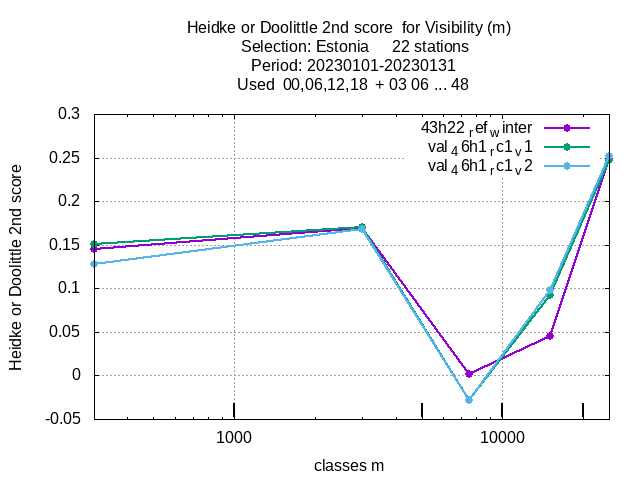 Heidke or Doolittle 2nd score  for Visibility (m)
Selection: Estonia     22 stations
Period: 20230101-20230131
Used  00,06,12,18  + 03 06 ... 48
43h22_ref_winter
val_46h1_rc1_v1
val_46h1_rc1_v2
0.3
0.25
0.2
0.15
0.1
0.05
0
-0.05
Heidke or Doolittle 2nd score
1000
10000
classes m